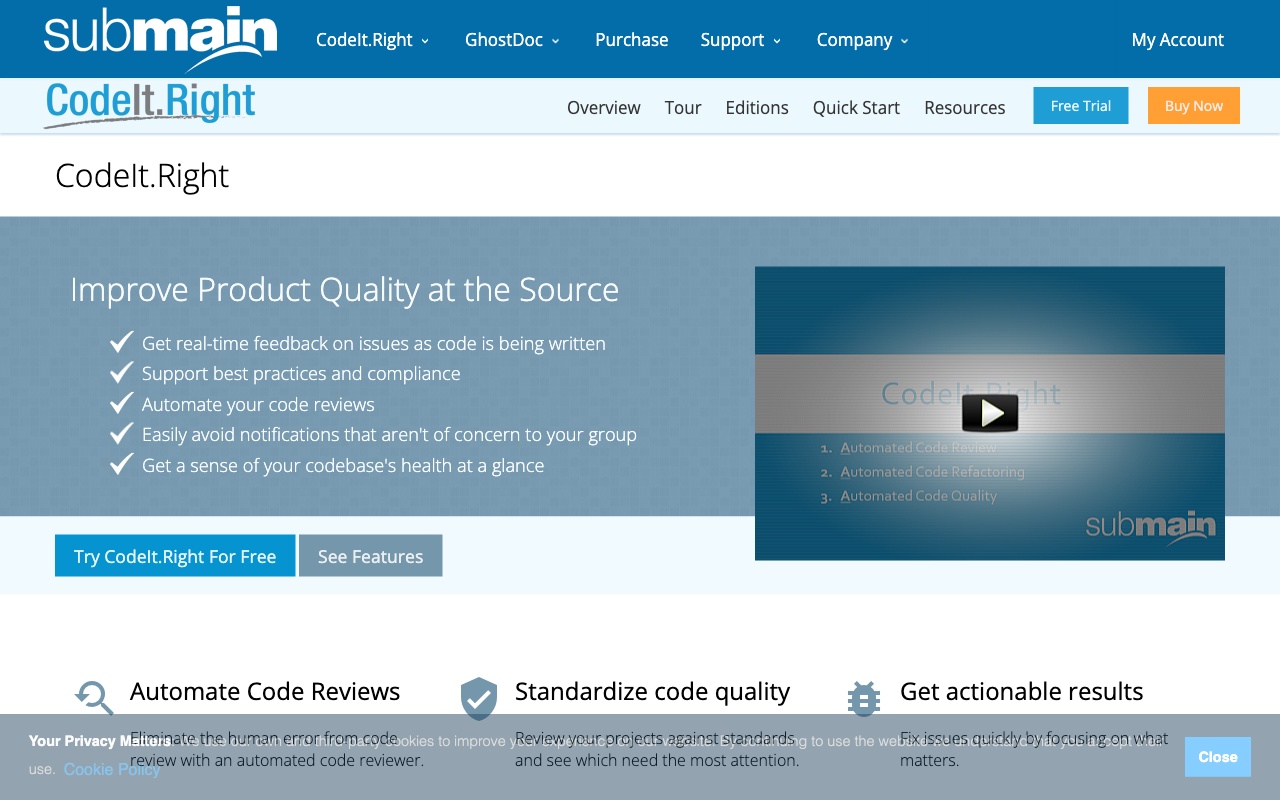 submain
CodeIt.Right
GhostDoc
Purchase
Support
Company
My Account
CodeIt.Right
Overview
Tour
Editions
Quick Start
Resources
Free Trial
Buy Now
CodeIt.Right
Improve Product Quality at the Source
Get real-time feedback on issues as code is being written
Support best practices and compliance
Automate your code reviews
Easily avoid notifications that aren't of concern to your group
Get a sense of your codebase's health at a glance
CodeIt.Right
1. Automated Code Review
2. Automated Code Refactoring
3. Automated Code Quality
submain
Try CodeIt.Right For Free
See Features
Automate Code Reviews
Eliminate the human error from code
review with an automated code reviewer.
Standardize code quality
Review your projects against standards
and see which need the most attention.
Get actionable results
Fix issues quickly by focusing on what
matters.
Your Privacy Matters cookies to improve to use the
use. Cookie Policy
Close